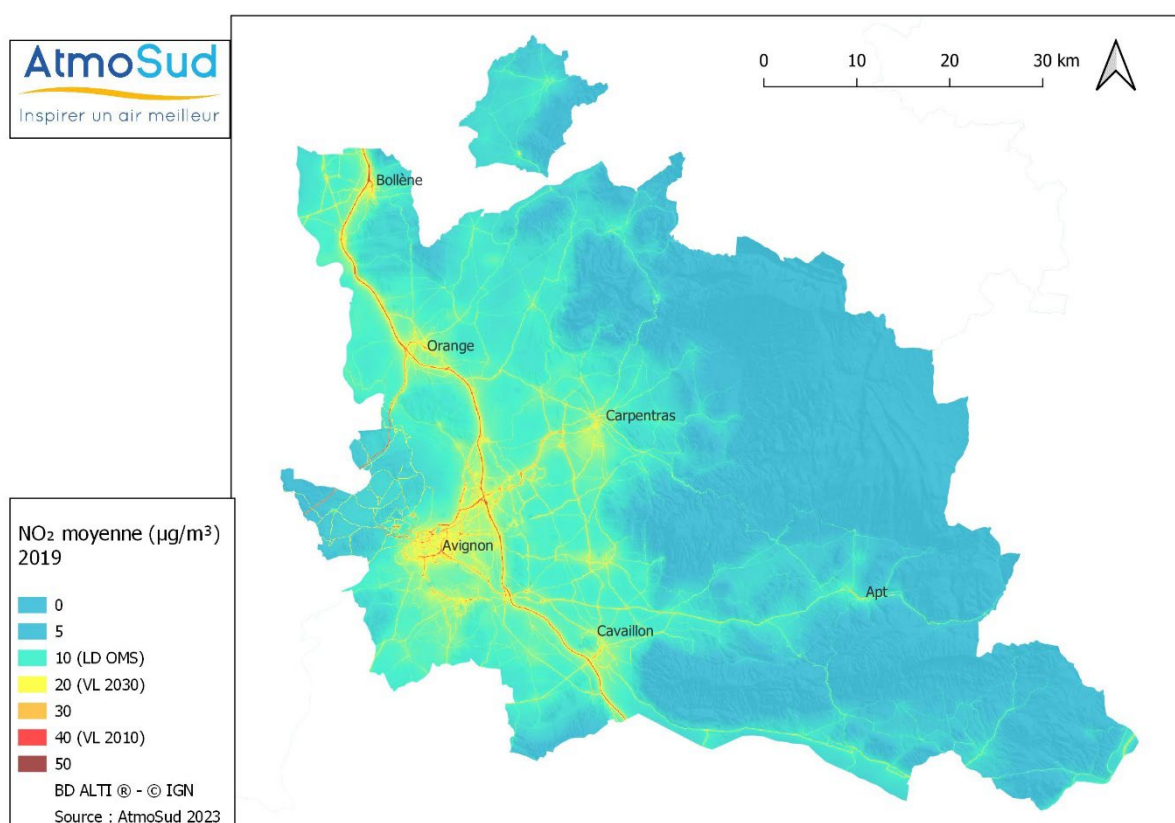 AtmoSud
Inspirer un air meilleur
0 10 20 30 km
Bollène
Orange
Carpentras
Avignon
Apt
Cavaillon
NO₂ moyenne (µg/m³)
2019
0
5
10 (LD OMS)
20 (VL 2030)
30
40 (VL 2010)
50
BD ALTI ® - © IGN
Source : AtmoSud 2023